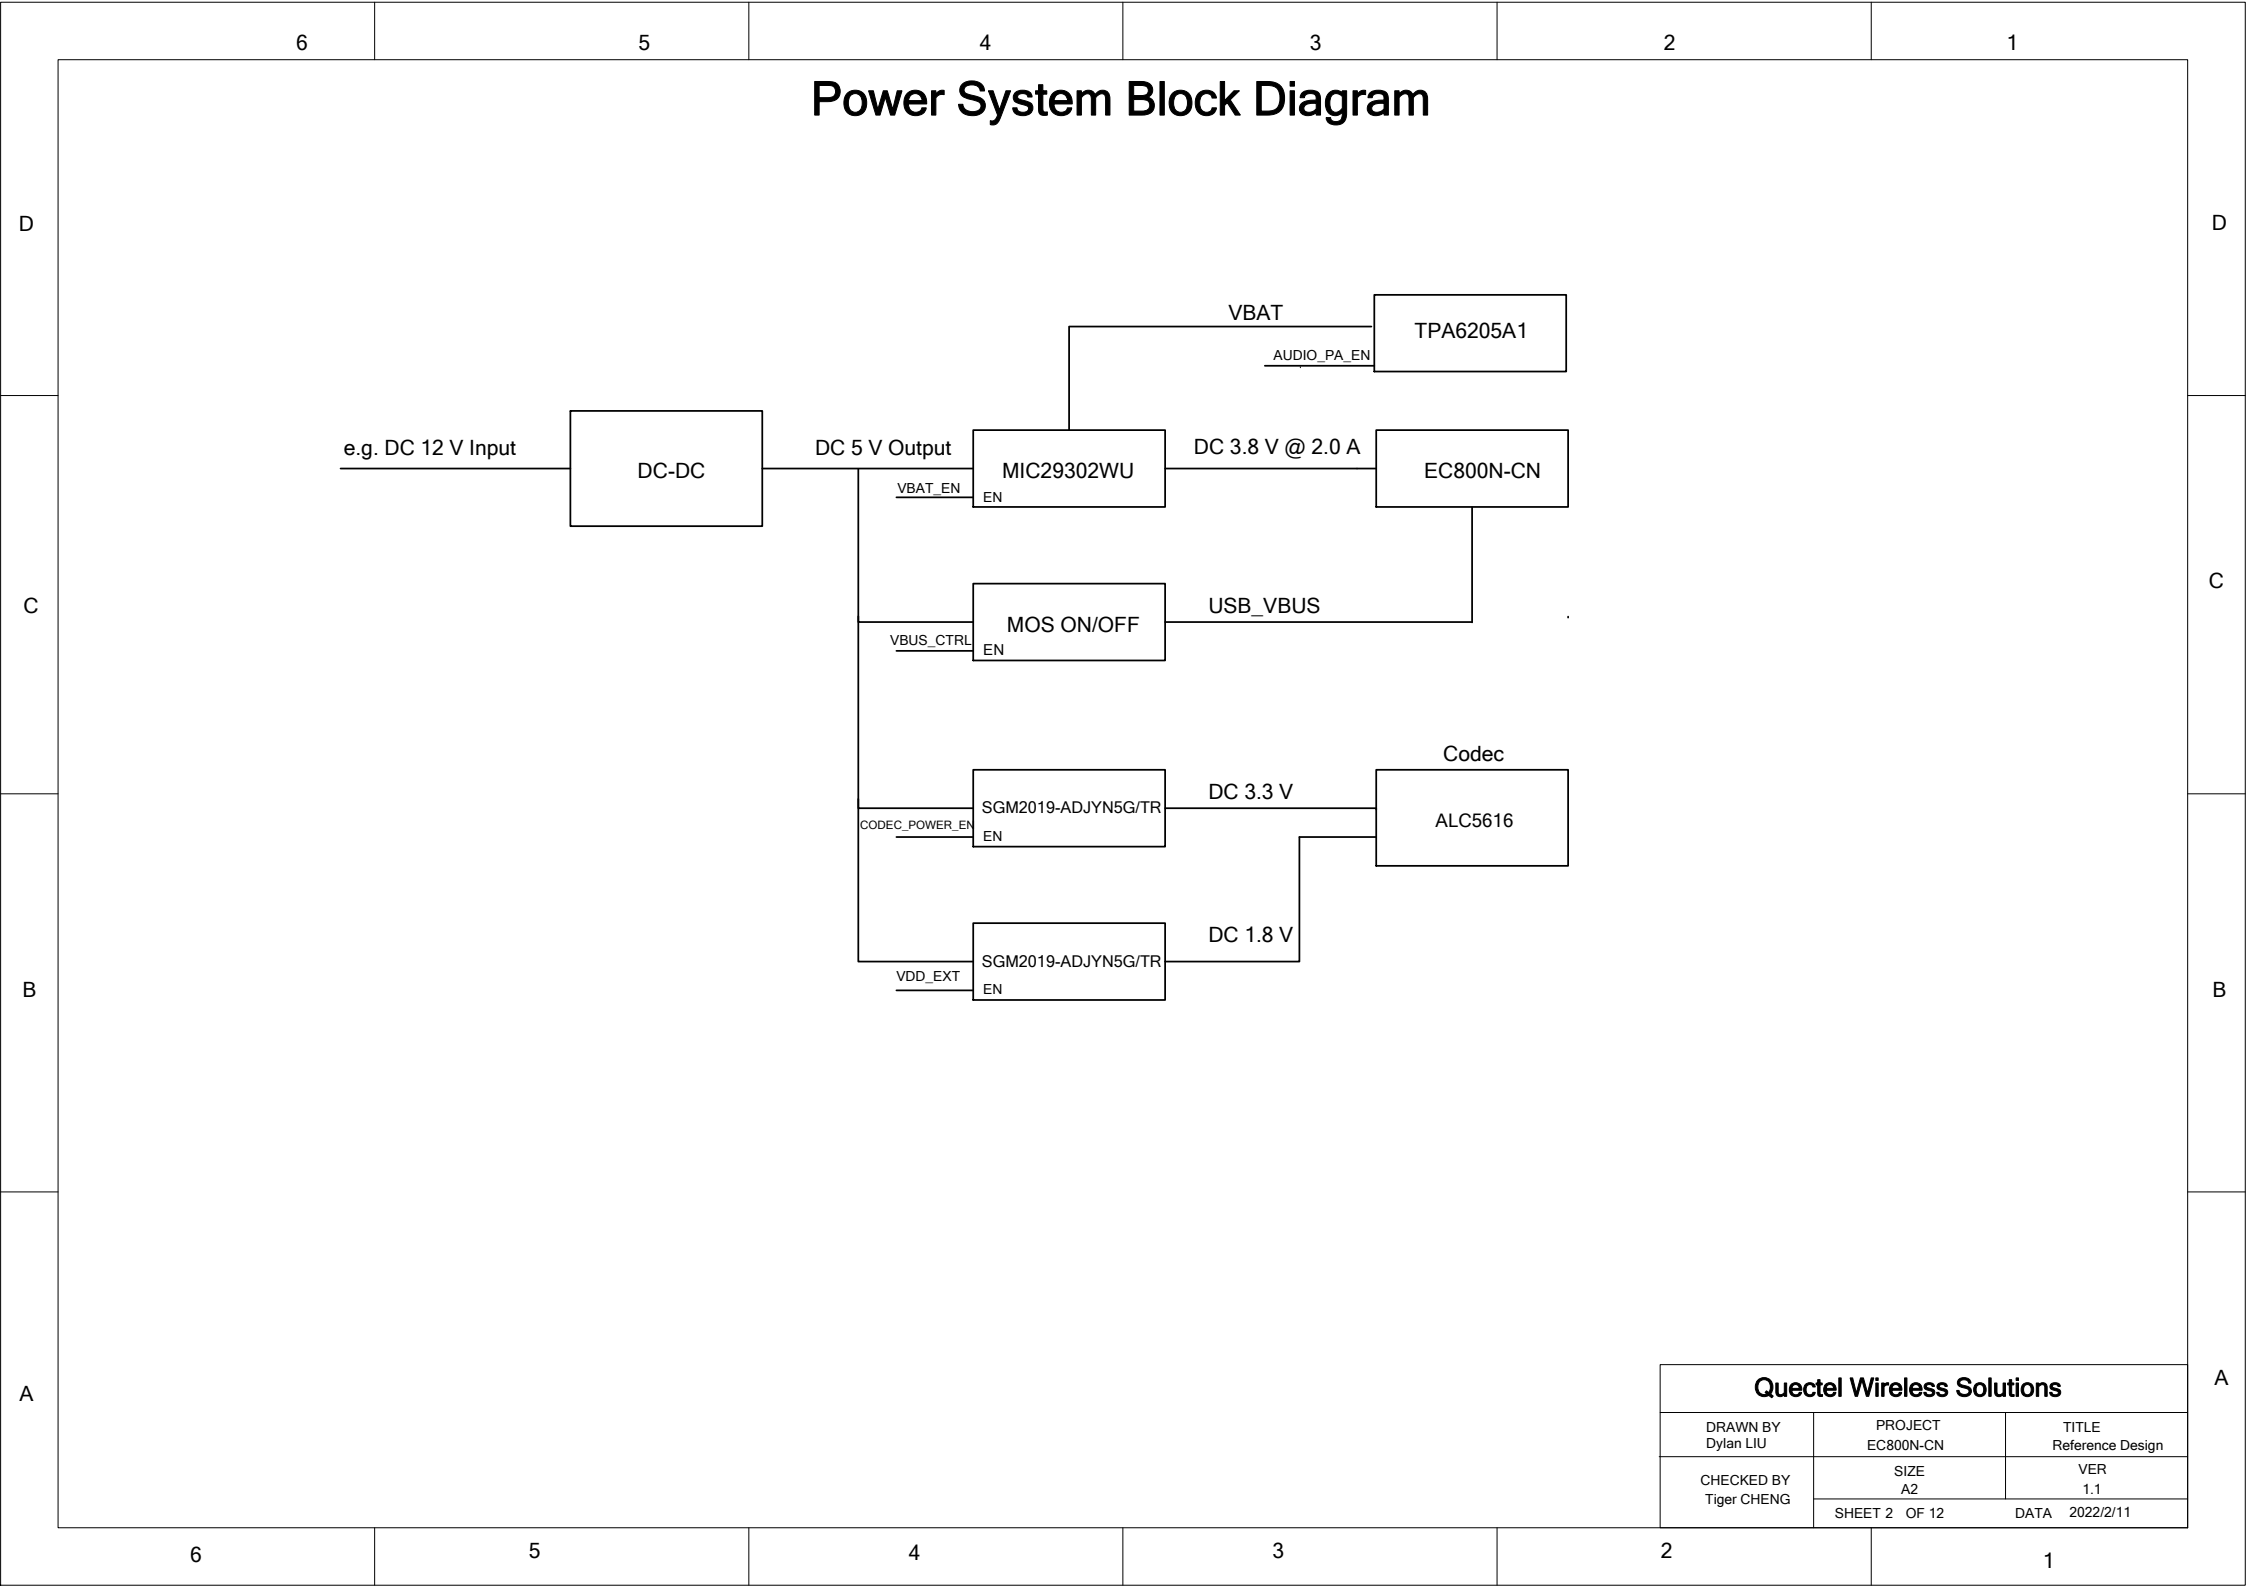 6 5 4 3 2 1
Power System Block Diagram
D D
VBAT
TPA6205A1
AUDIO_PA_EN
e.g. DC 12 V Input
DC-DC
DC 5 V Output
MIC29302WU
VBAT_EN
EN
DC 3.8 V @ 2.0 A
EC800N-CN
C C
MOS ON/OFF
VBUS_CTRL
EN
USB_VBUS
Codec
SGM2019-ADJYN5G/TR
CODEC_POWER_EN
EN
DC 3.3 V
ALC5616
SGM2019-ADJYN5G/TR
VDD_EXT
EN
DC 1.8 V
B B
A A
Quectel Wireless Solutions
DRAWN BY
Dylan LIU
PROJECT
EC800N-CN
TITLE
Reference Design
CHECKED BY
Tiger CHENG
SIZE
A2
VER
1.1
SHEET 2 OF 12
DATA 2022/2/11
6 5 4 3 2 1